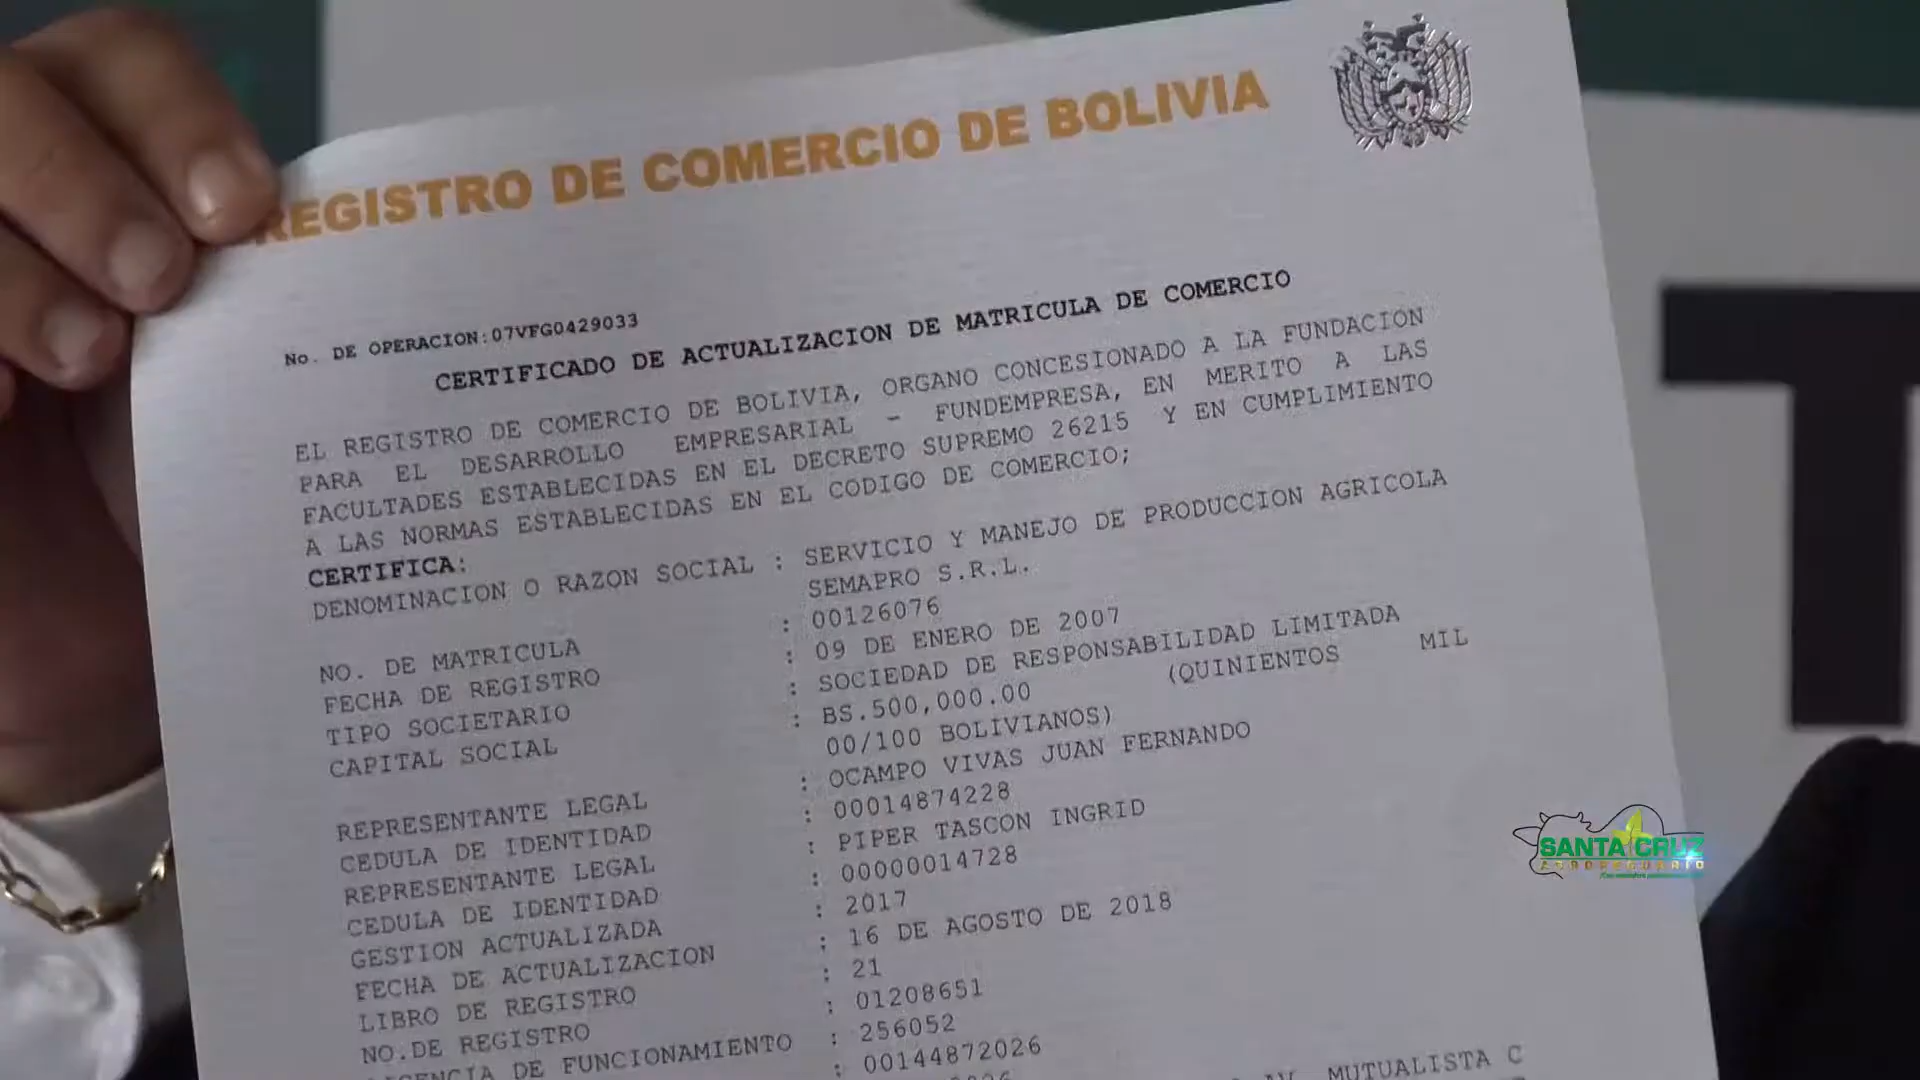 REGISTRO DE COMERCIO DE BOLIVIA
No. DE OPERACION:07VFG0429033
CERTIFICADO DE ACTUALIZACION DE MATRICULA DE COMERCIO
EL REGISTRO DE COMERCIO DE BOLIVIA, ORGANO CONCESIONADO A LA FUNDACION
PARA EL DESARROLLO EMPRESARIAL - FUNDEMPRESA, EN MERITO A LAS
FACULTADES ESTABLECIDAS EN EL DECRETO SUPREMO 26215 Y EN CUMPLIMIENTO
A LAS NORMAS ESTABLECIDAS EN EL CODIGO DE COMERCIO;
CERTIFICA:
DENOMINACION O RAZON SOCIAL : SERVICIO Y MANEJO DE PRODUCCION AGRICOLA
SEMAPRO S.R.L.
NO. DE MATRICULA : 00126076
FECHA DE REGISTRO : 09 DE ENERO DE 2007
TIPO SOCIETARIO : SOCIEDAD DE RESPONSABILIDAD LIMITADA
CAPITAL SOCIAL : BS.500,000.00 (QUINIENTOS MIL
00/100 BOLIVIANOS)
REPRESENTANTE LEGAL : OCAMPO VIVAS JUAN FERNANDO
CEDULA DE IDENTIDAD : 00014874228
REPRESENTANTE LEGAL : PIPER TASCON INGRID
CEDULA DE IDENTIDAD : 00000014728
GESTION ACTUALIZADA : 2017
FECHA DE ACTUALIZACION : 16 DE AGOSTO DE 2018
LIBRO DE REGISTRO : 21
NO.DE REGISTRO : 01208651
DE FUNCIONAMIENTO : 256052
: 00144872026
AV. MUTUALISTA C
T
SANTA CRUZ
AGROPECUARIO